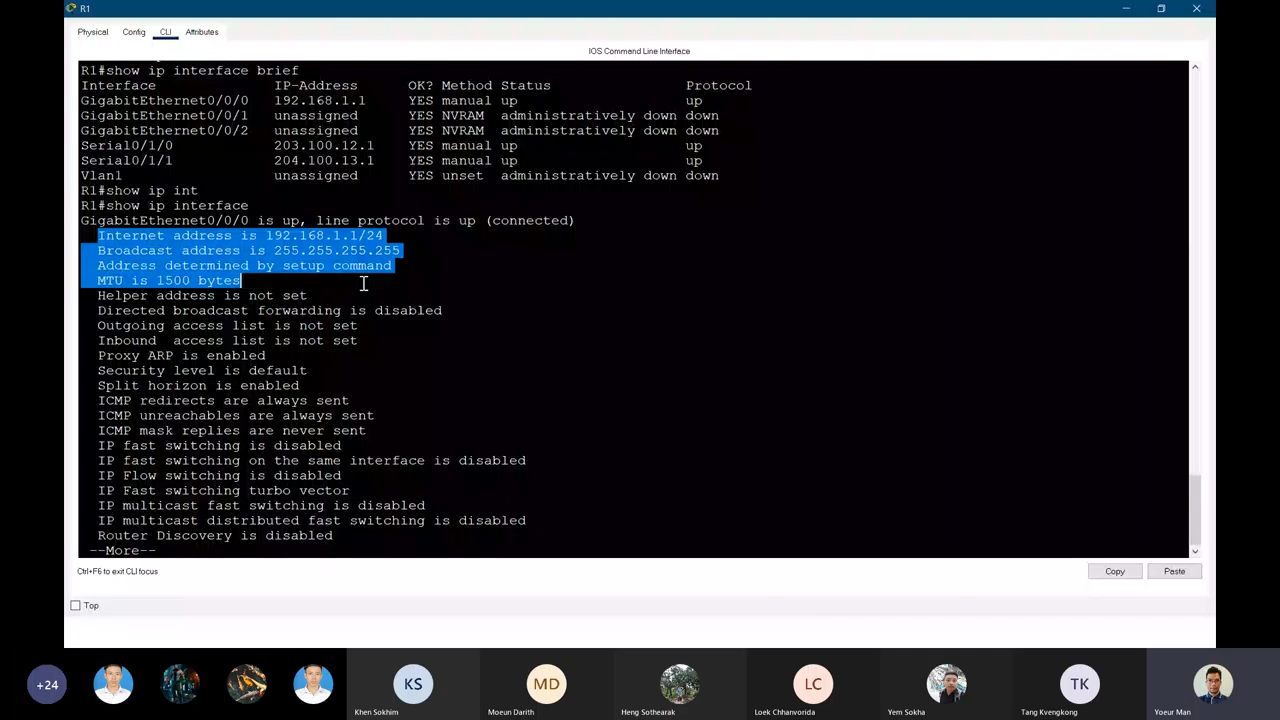 R1
Physical Config CLI Attributes
IOS Command Line Interface
R1#show ip interface brief
Interface IP-Address OK? Method Status Protocol
GigabitEthernet0/0/0 192.168.1.1 YES manual up up
GigabitEthernet0/0/1 unassigned YES NVRAM administratively down down
GigabitEthernet0/0/2 unassigned YES NVRAM administratively down down
Serial0/1/0 203.100.12.1 YES manual up up
Serial0/1/1 204.100.13.1 YES manual up up
Vlan1 unassigned YES unset administratively down down
R1#show ip int
R1#show ip interface
GigabitEthernet0/0/0 is up, line protocol is up (connected)
Internet address is 192.168.1.1/24
Broadcast address is 255.255.255.255
Address determined by setup command
MTU is 1500 bytes
Helper address is not set
Directed broadcast forwarding is disabled
Outgoing access list is not set
Inbound access list is not set
Proxy ARP is enabled
Security level is default
Split horizon is enabled
ICMP redirects are always sent
ICMP unreachables are always sent
ICMP mask replies are never sent
IP fast switching is disabled
IP fast switching on the same interface is disabled
IP Flow switching is disabled
IP Fast switching turbo vector
IP multicast fast switching is disabled
IP multicast distributed fast switching is disabled
Router Discovery is disabled
--More--
Ctrl+F6 to exit CLI focus
Copy Paste
Top
+24 KS MD LC TK
Khen Sokhim Moeun Darith Heng Sothearak Loek Chhanvorida Yem Sokha Tang Kvengkong Yoeur Man